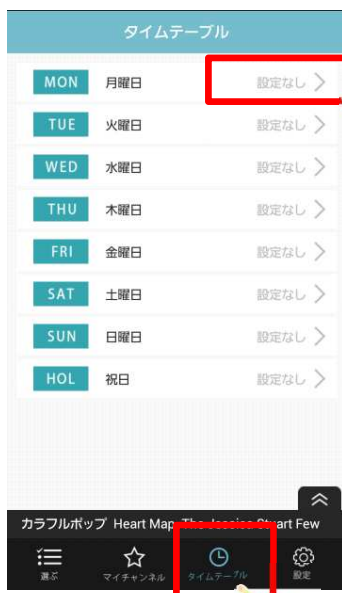 タイムテーブル
MON 月曜日 設定なし
TUE 火曜日 設定なし
WED 水曜日 設定なし
THU 木曜日 設定なし
FRI 金曜日 設定なし
SAT 土曜日 設定なし
SUN 日曜日 設定なし
HOL 祝日 設定なし
カラフルポップ Heart Map The Jessica Stuart Few
選ぶ マイチャンネル タイムテーブル 設定